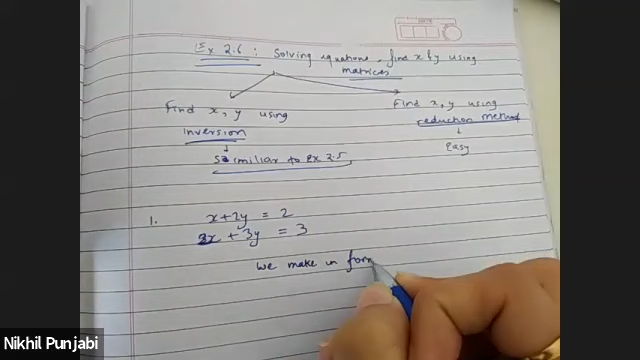 Ex 2.6 : Solving equations, find x & y using
matrices
Find x, y using
inversion
Similiar to Ex 2.5
Find x, y using
reduction method
Easy
1. x + 2y = 2
2x + 3y = 3
We make in form
Nikhil Punjabi